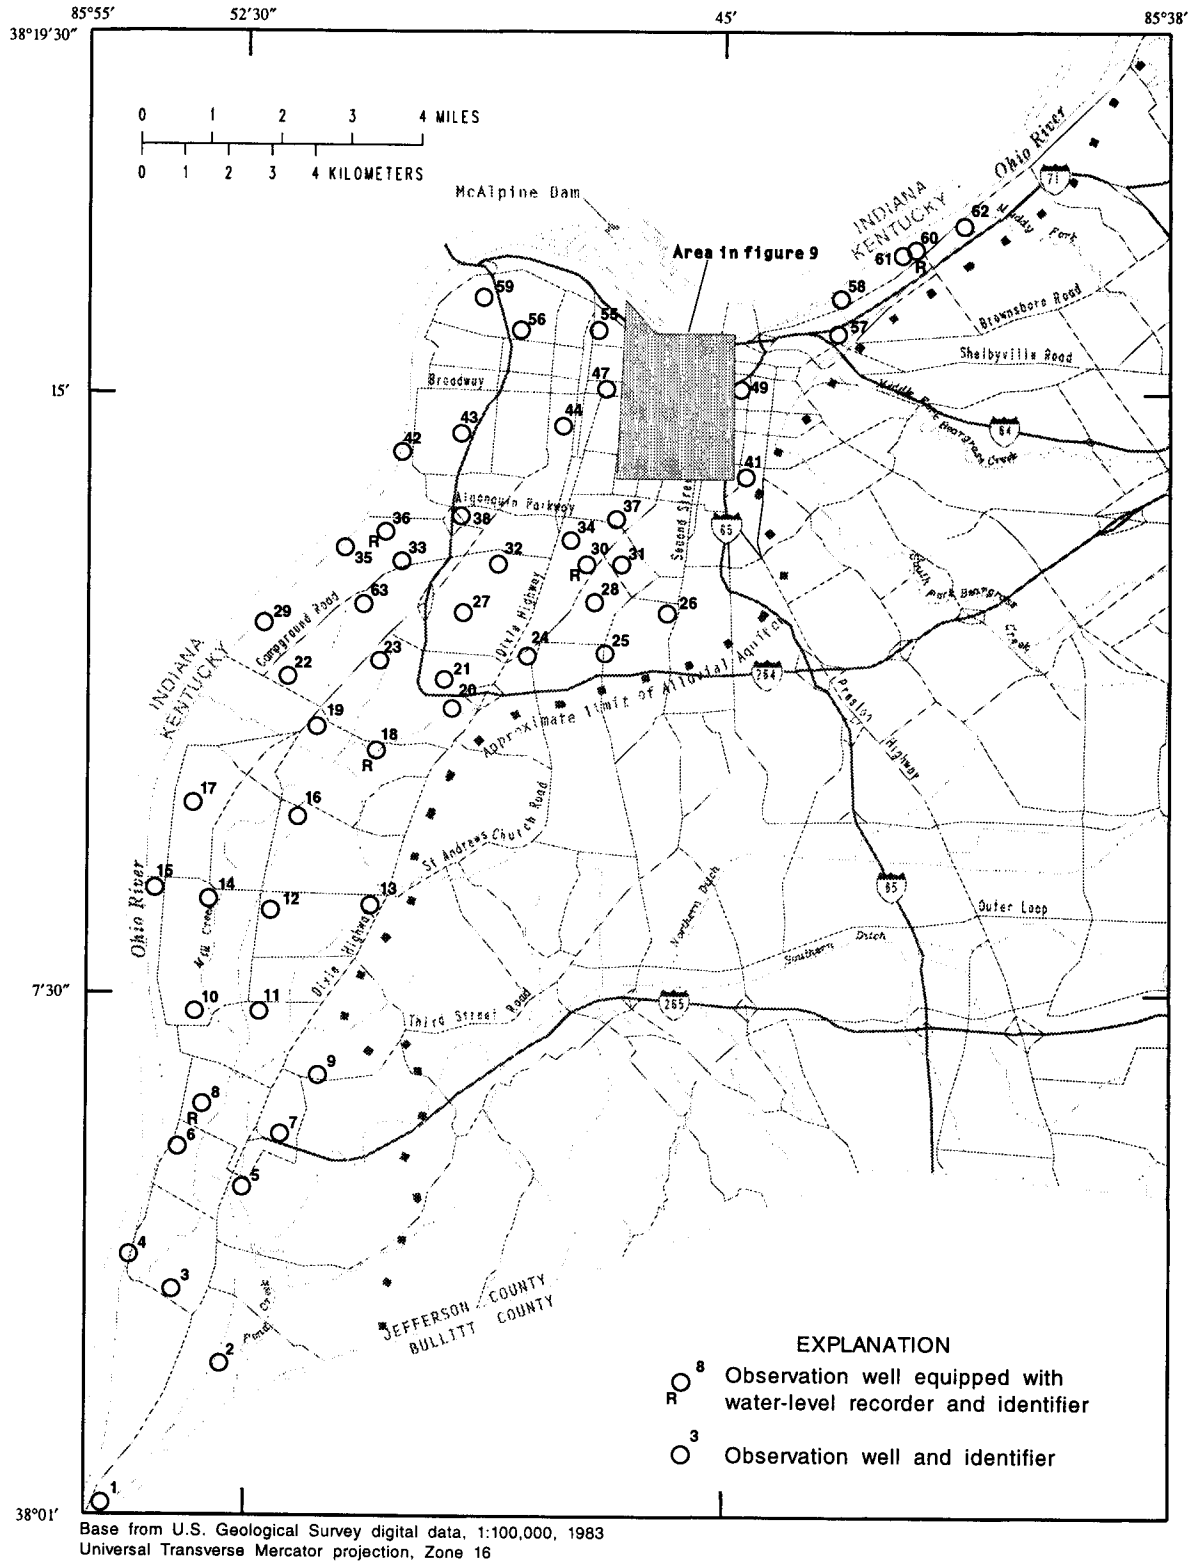 85°55′ 52′30″ 45′ 85°38′
38°19′30″
0 1 2 3 4 MILES
0 1 2 3 4 KILOMETERS
McAlpine Dam
Ohio River
71
INDIANA
KENTUCKY
62
Muddy Fork
60
61
R
Area in figure 9
58
59
56
55
57
Brownsboro Road
Shelbyville Road
15′
Broadway
47
49
Middle Fork Beargrass Creek
64
44
43
42
41
Algonquin Parkway
38
36
R
37
34
Second Street
65
35
33
32
30
R
31
South Fork Beargrass Creek
63
27
28
26
29
Campground Road
Dixie Highway
INDIANA
KENTUCKY
23
24
25
22
21
264
20
Approximate limit of Alluvial Aquifer
Preston Highway
19
18
R
17
16
St Andrews Church Road
15
14
12
13
65
Ohio River
Mill Creek
Northern Ditch
Outer Loop
Dixie Highway
Southern Ditch
7′30″
10
11
265
Third Street Road
9
8
R
7
6
5
4
3
Pond Creek
JEFFERSON COUNTY
BULLITT COUNTY
2
EXPLANATION
8
R
Observation well equipped with
water-level recorder and identifier
3
Observation well and identifier
1
38°01′
Base from U.S. Geological Survey digital data, 1:100,000, 1983
Universal Transverse Mercator projection, Zone 16